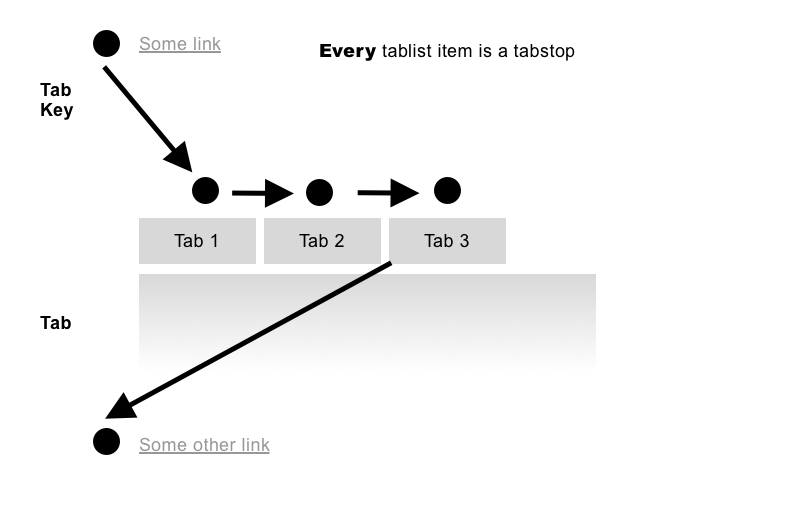 Some link
Every tablist item is a tabstop
Tab
Key
Tab 1
Tab 2
Tab 3
Tab
Some other link